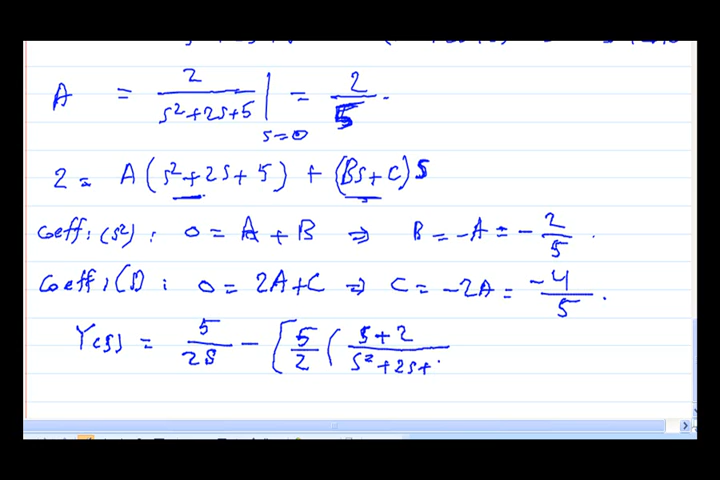 A = 2/(s²+2s+5) |s=0 = 2/5.
2 = A(s²+2s+5) + (Bs+C)s
Coeff:(s²): 0 = A+B ⇒ B = -A = -2/5.
Coeff:(s): 0 = 2A+C ⇒ C = -2A = -4/5.
Y(s) = 5/2s - [5/2 (s+2/s²+2s+